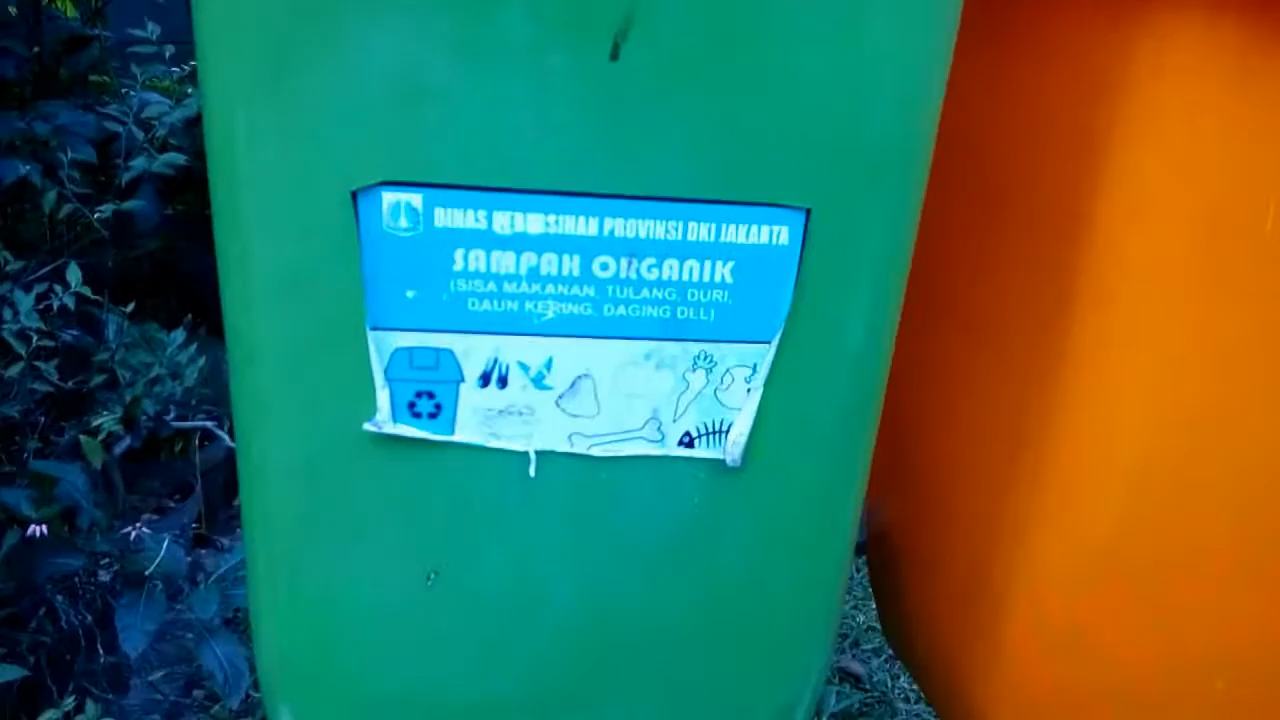 DINAS KEBERSIHAN PROVINSI DKI JAKARTA
SAMPAH ORGANIK
(SISA MAKANAN, TULANG, DURI,
DAUN KERING, DAGING DLL)